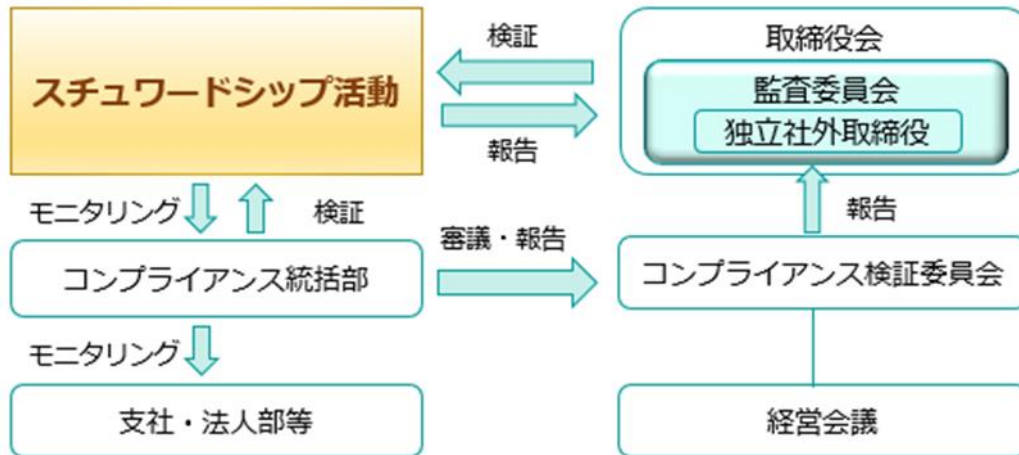 検証
取締役会
スチュワードシップ活動
監査委員会
独立社外取締役
報告
モニタリング
検証
報告
審議・報告
コンプライアンス統括部
コンプライアンス検証委員会
モニタリング
支社・法人部等
経営会議